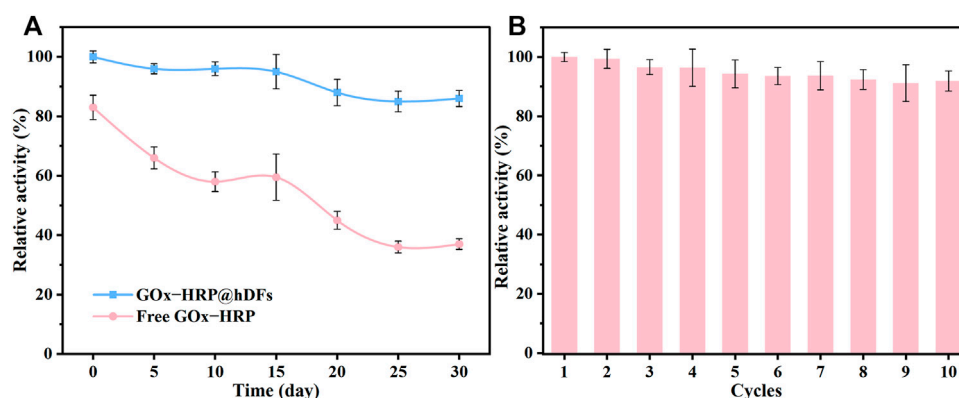 A
Relative activity (%)
100
80
60
40
20
0
GOx−HRP@hDFs
Free GOx−HRP
0 5 10 15 20 25 30
Time (day)
B
Relative activity (%)
100
80
60
40
20
0
1 2 3 4 5 6 7 8 9 10
Cycles